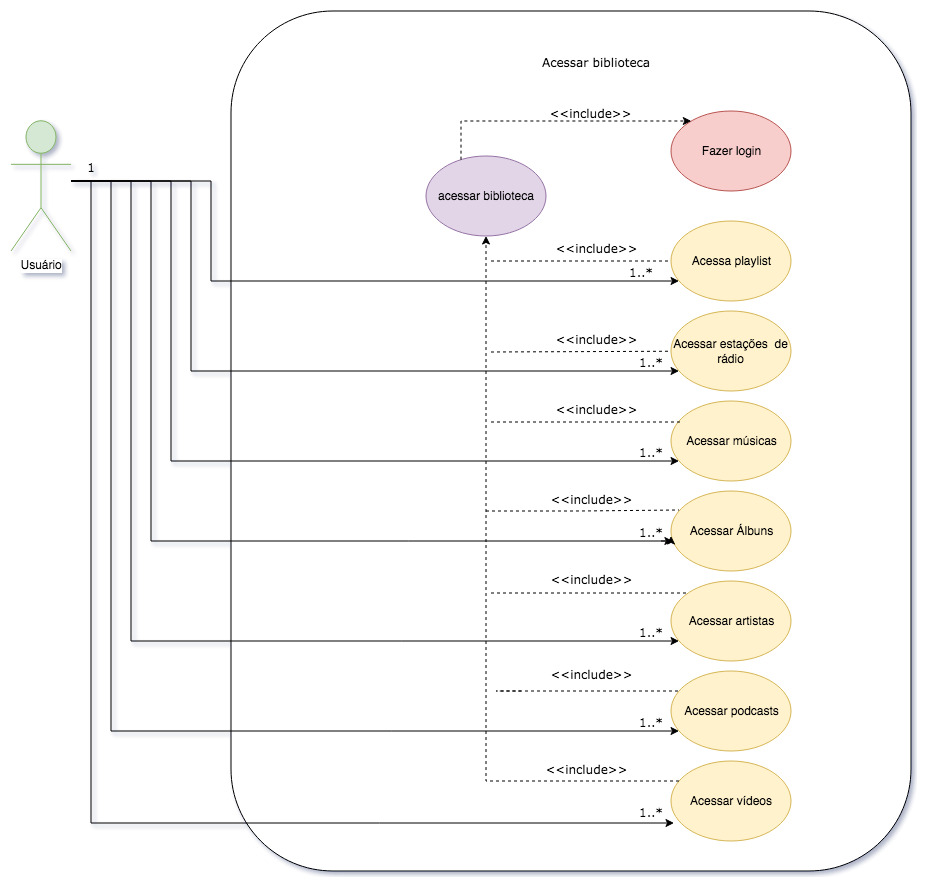 Acessar biblioteca
<<include>>
Fazer login
1
acessar biblioteca
Usuário
<<include>>
Acessa playlist
1..*
<<include>>
Acessar estações de
rádio
1..*
<<include>>
Acessar músicas
1..*
<<include>>
Acessar Álbuns
1..*
<<include>>
Acessar artistas
1..*
<<include>>
Acessar podcasts
1..*
<<include>>
Acessar vídeos
1..*